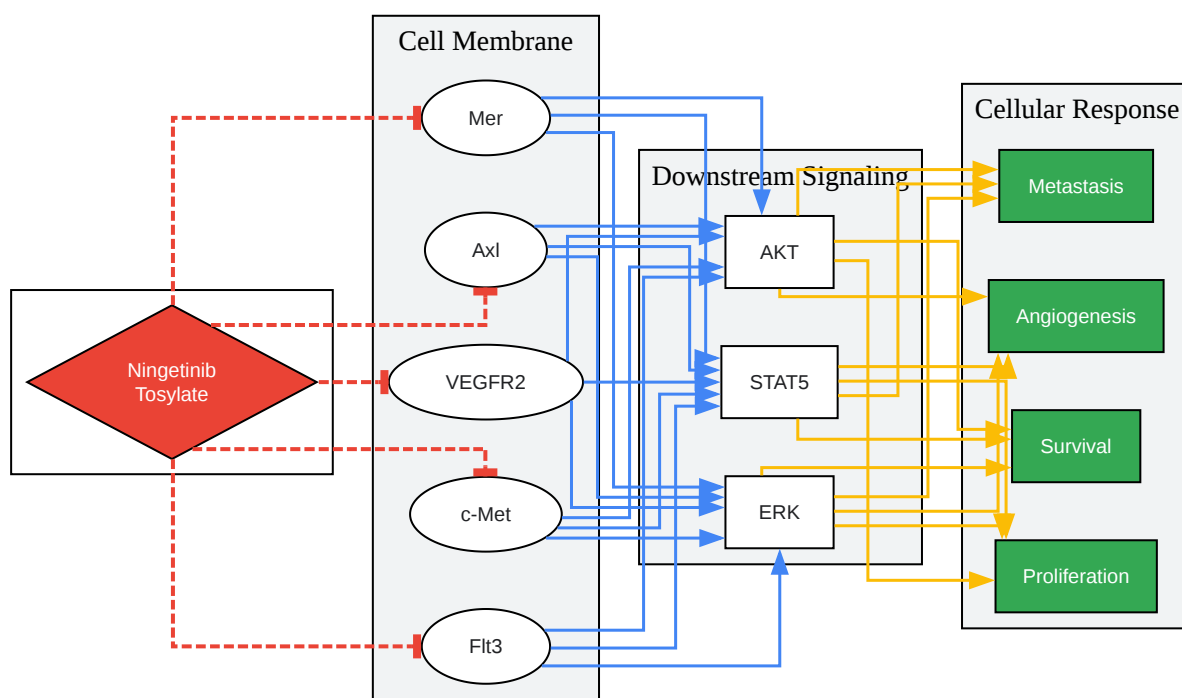 Cell Membrane
Mer
Axl
VEGFR2
c-Met
Flt3
Ningetinib
Tosylate
Downstream Signaling
AKT
STAT5
ERK
Cellular Response
Metastasis
Angiogenesis
Survival
Proliferation